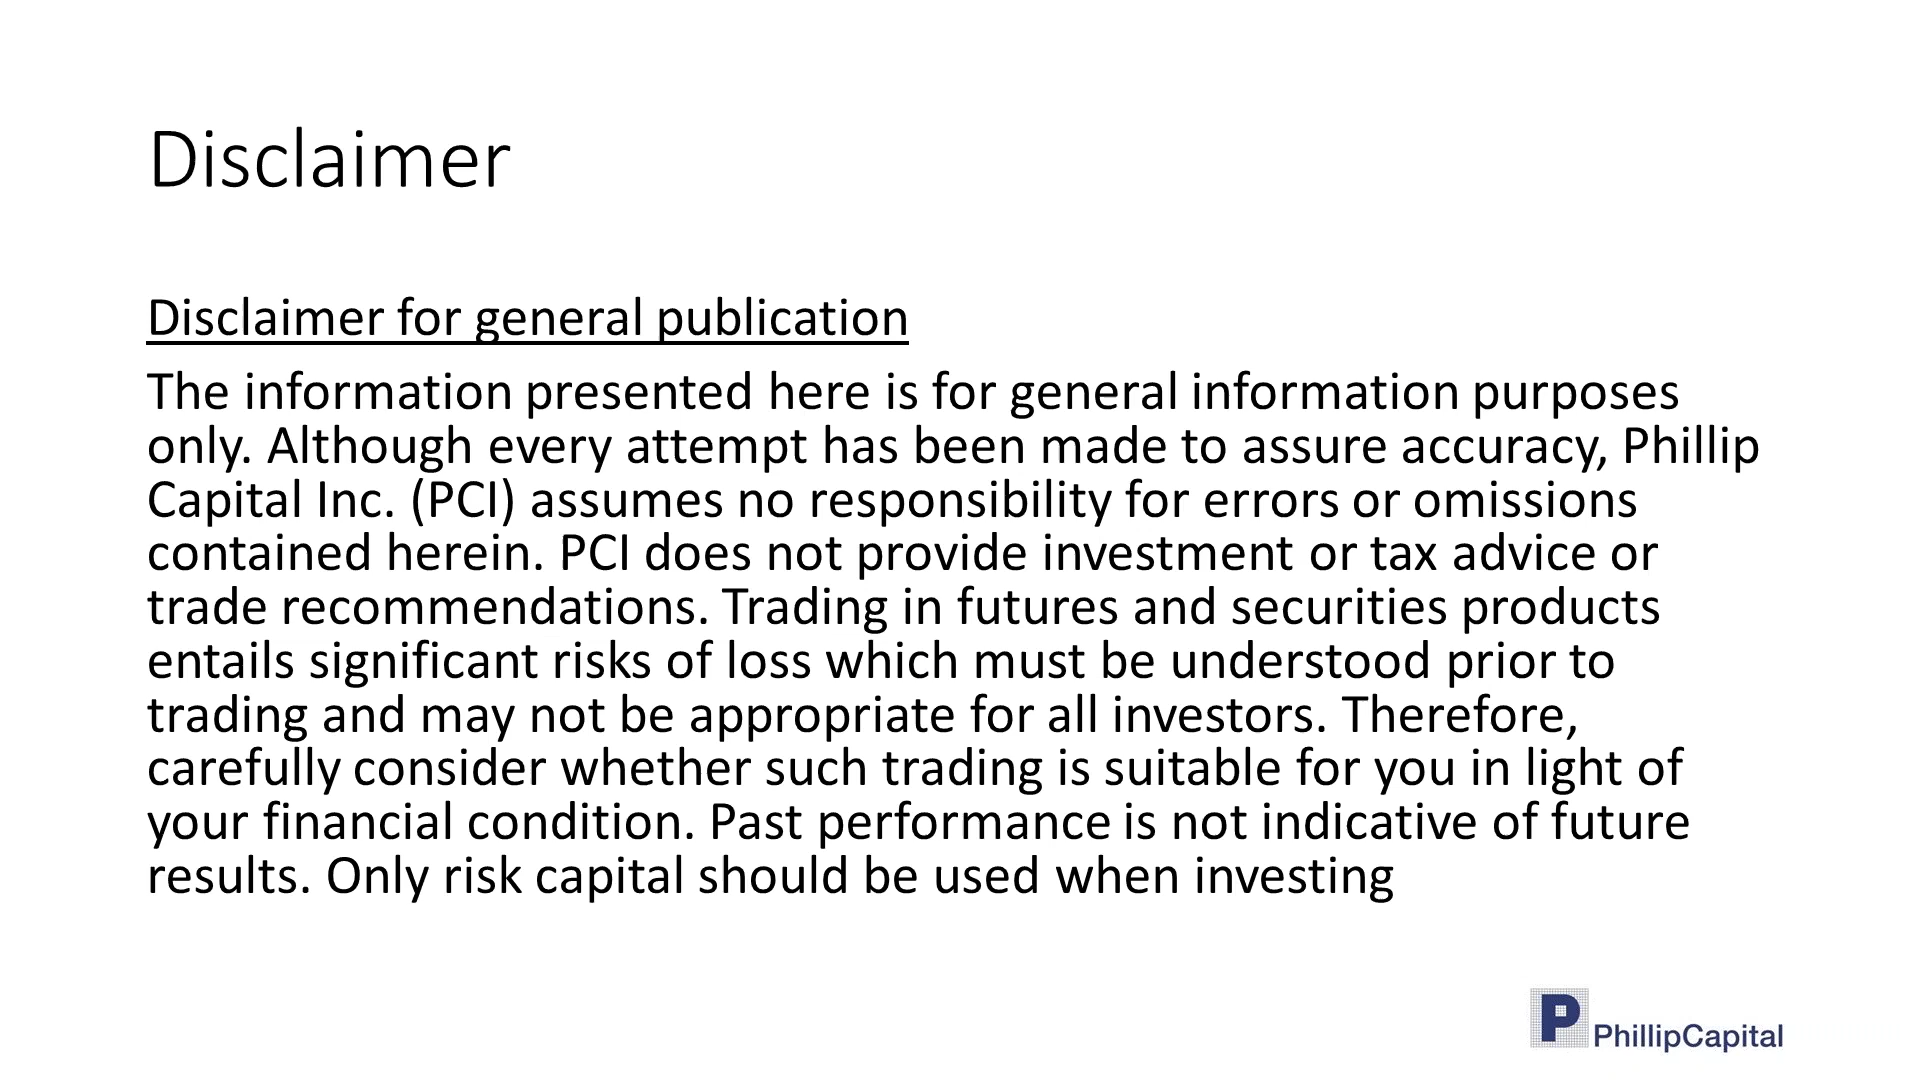 Disclaimer
Disclaimer for general publication
The information presented here is for general information purposes
only. Although every attempt has been made to assure accuracy, Phillip
Capital Inc. (PCI) assumes no responsibility for errors or omissions
contained herein. PCI does not provide investment or tax advice or
trade recommendations. Trading in futures and securities products
entails significant risks of loss which must be understood prior to
trading and may not be appropriate for all investors. Therefore,
carefully consider whether such trading is suitable for you in light of
your financial condition. Past performance is not indicative of future
results. Only risk capital should be used when investing
P PhillipCapital